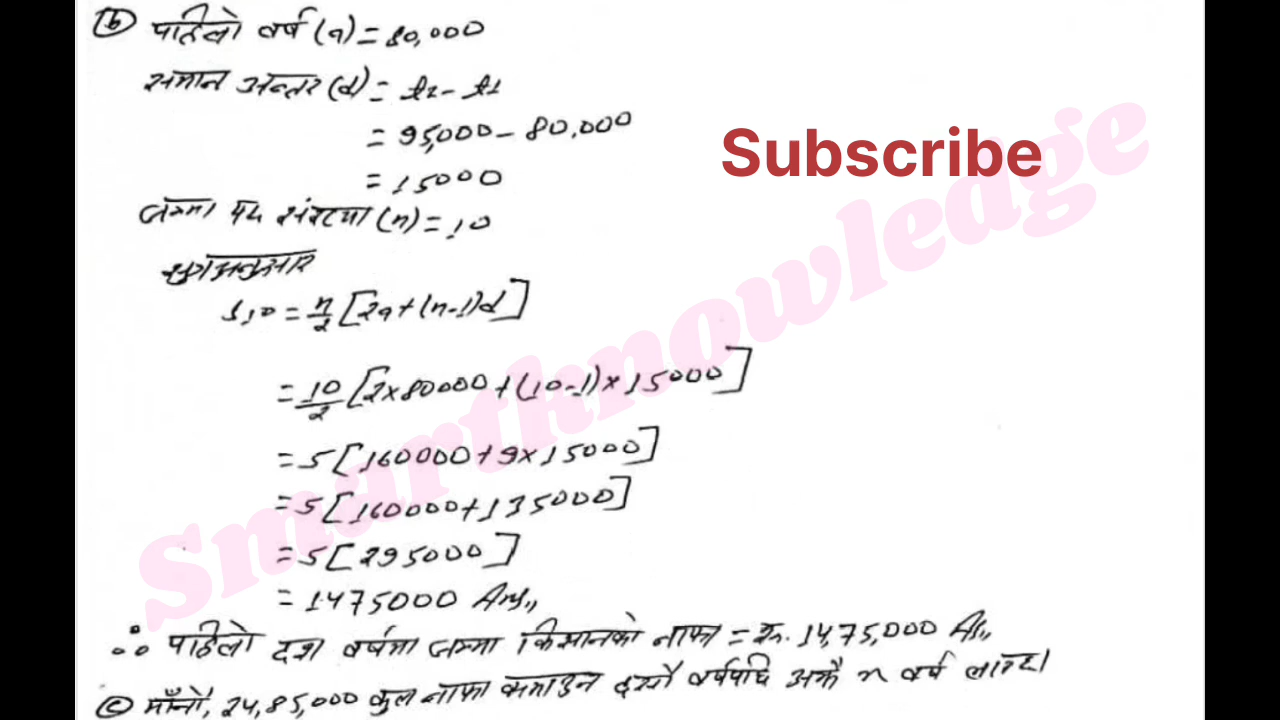 (b) पहिलो वर्ष (a) = 80,000
समान अन्तर (d) = t2 - t1
= 95,000 - 80,000
= 15000
जम्मा पद संख्या (n) = 10
सुत्रअनुसार
S10 = n/2 [2a + (n-1)d]
= 10/2 [2×80000 + (10-1) × 15000]
= 5 [160000 + 9×15000]
= 5 [160000 + 135000]
= 5 [295000]
= 1475000 Ans,,
∴ पहिलो दश वर्षमा जम्मा किसानको नाफा = रू. 14,75,000 As,,
(c) मानौं, 24,85,000 कुल नाफा कमाउन दसौं वर्षपछि अझै n वर्ष लाग्छ।
Subscribe
Smartknowledge